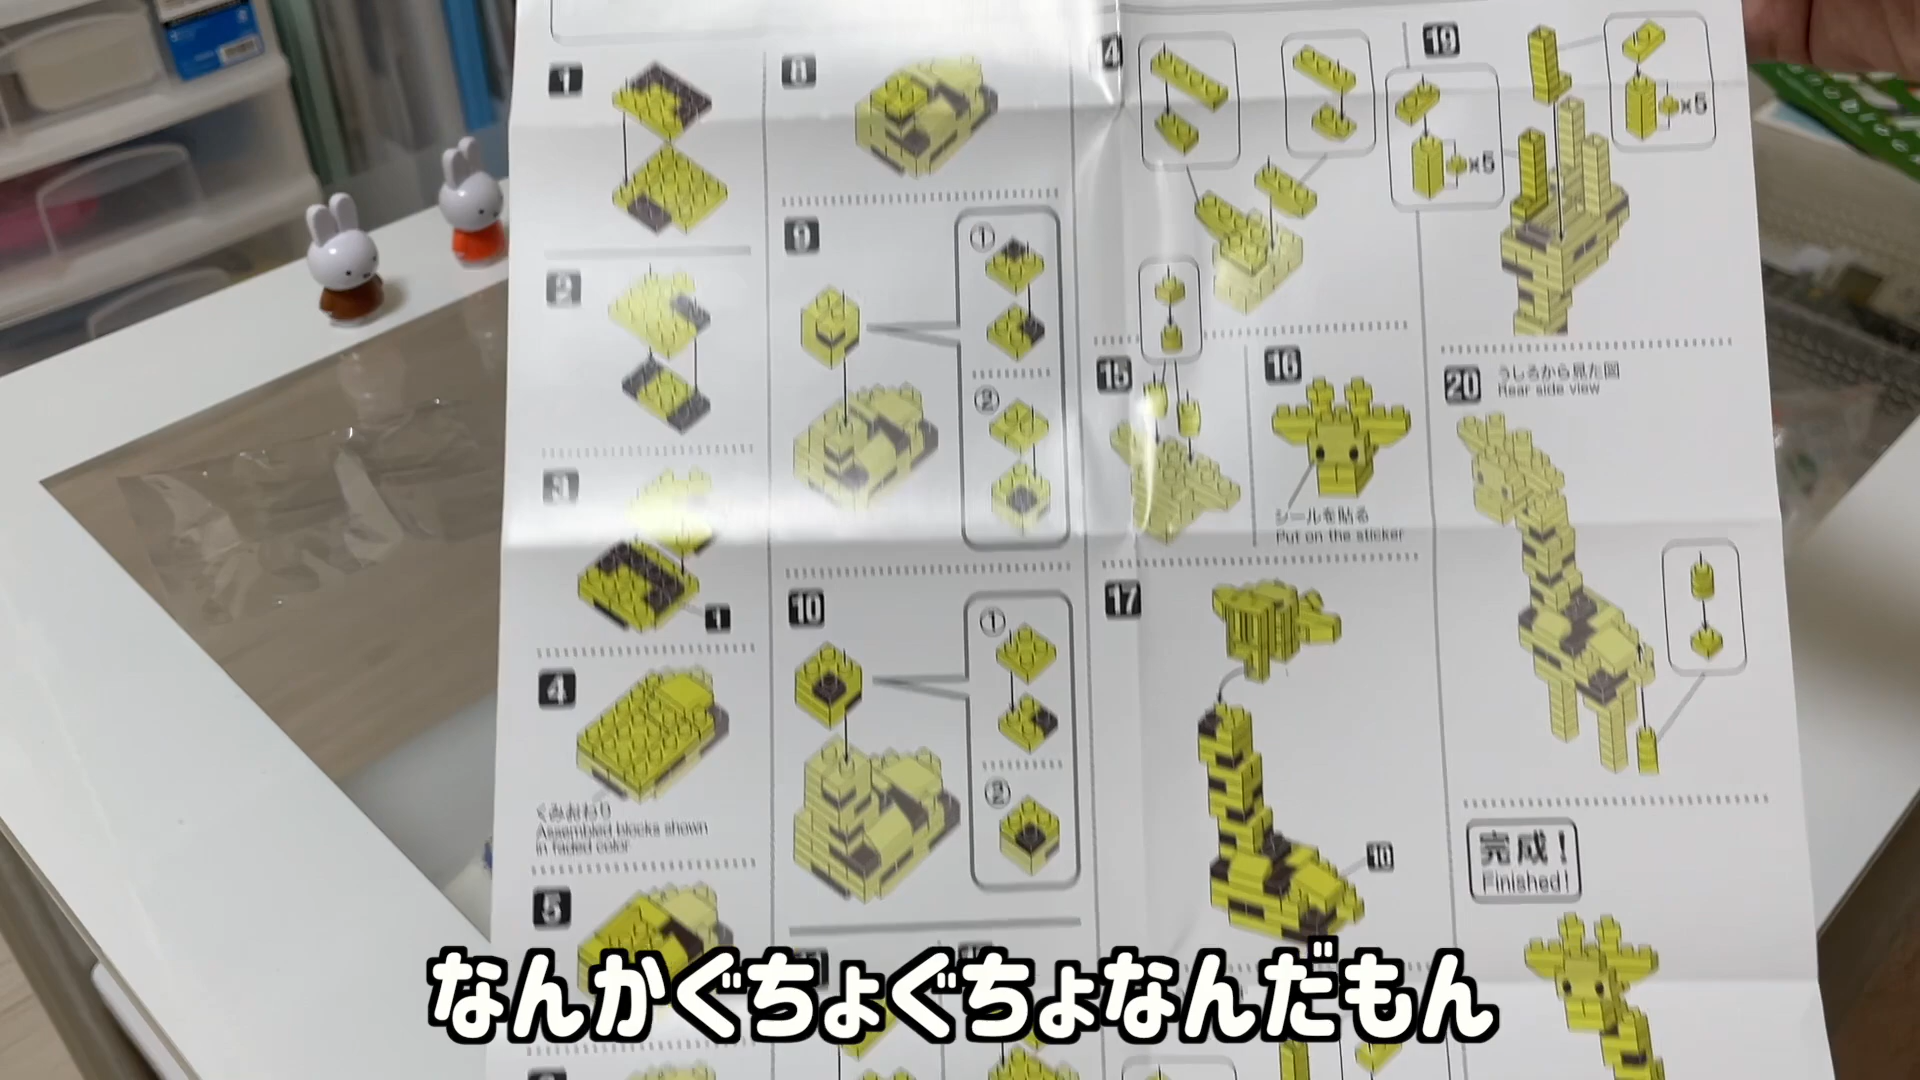 1
2
3
4
くみおわり
Assembled blocks shown
in faded color.
5
8
9
①
②
10
①
②
4
15
16
シールを貼る
Put on the sticker
17
10
19
×5
×5
20
うしろから見た図
Rear side view
完成!
Finished!
1
なんかぐちょぐちょなんだもん